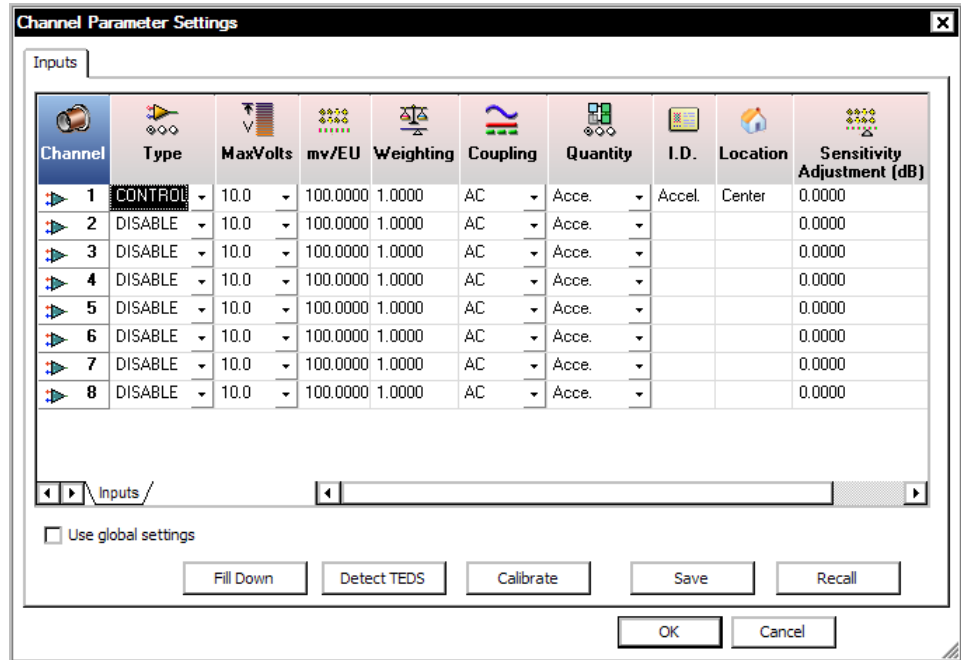 Channel Parameter Settings
Inputs
Channel Type MaxVolts mv/EU Weighting Coupling Quantity I.D. Location Sensitivity
Adjustment (dB)
1 CONTROL 10.0 100.0000 1.0000 AC Acce. Accel. Center 0.0000
2 DISABLE 10.0 100.0000 1.0000 AC Acce. 0.0000
3 DISABLE 10.0 100.0000 1.0000 AC Acce. 0.0000
4 DISABLE 10.0 100.0000 1.0000 AC Acce. 0.0000
5 DISABLE 10.0 100.0000 1.0000 AC Acce. 0.0000
6 DISABLE 10.0 100.0000 1.0000 AC Acce. 0.0000
7 DISABLE 10.0 100.0000 1.0000 AC Acce. 0.0000
8 DISABLE 10.0 100.0000 1.0000 AC Acce. 0.0000
Inputs
Use global settings
Fill Down Detect TEDS Calibrate Save Recall
OK Cancel